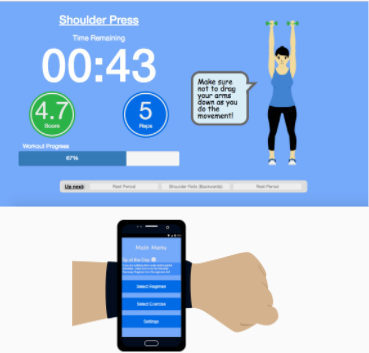 Shoulder Press
Time Remaining
00:43
4.7
Score
5
Reps
Make sure
not to drag
your arms
down as you
do the
movement!
Workout Progress
67%
Up next:
Rest Period
Shoulder Rolls (Backwards)
Rest Period
Main Menu
Tip of the Day
Select Regimen
Select Exercise
Settings